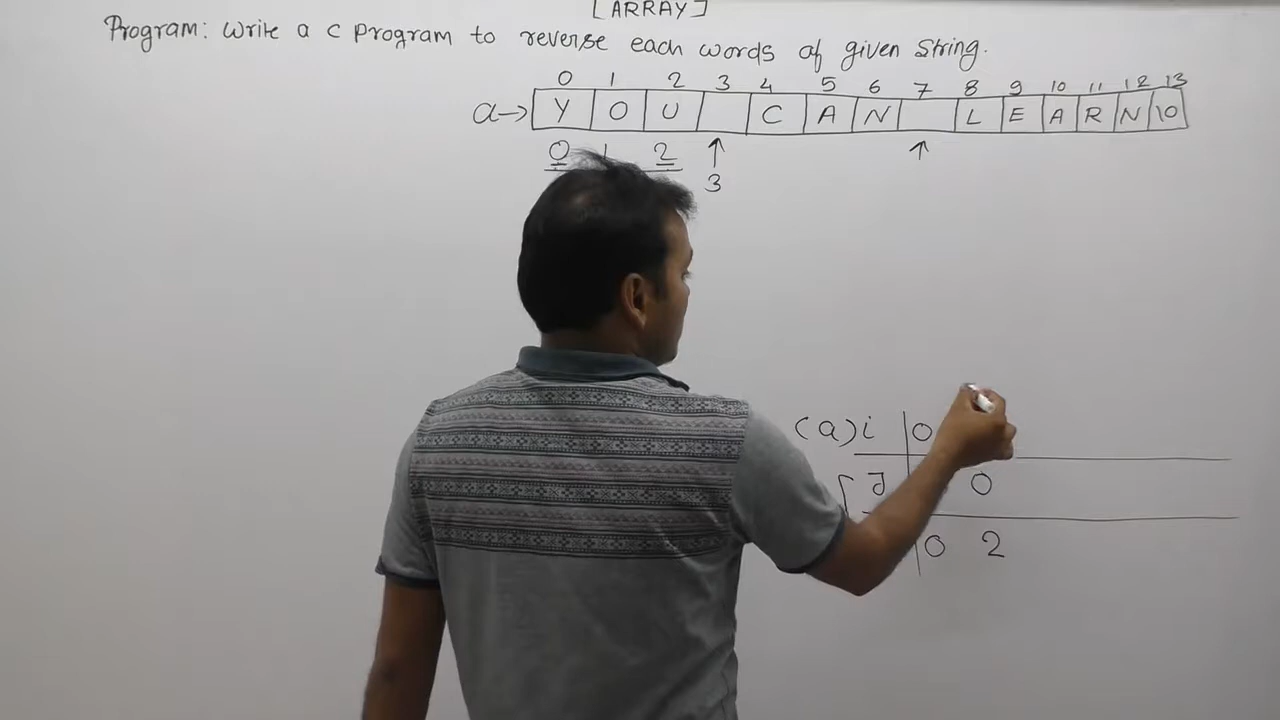 [ARRAY]
Program: Write a C Program to reverse each words of given string.
0 1 2 3 4 5 6 7 8 9 10 11 12 13
a→ Y O U C A N L E A R N \0
0 1 2 ↑ ↑
3
(a) i 0
J 0
0 2